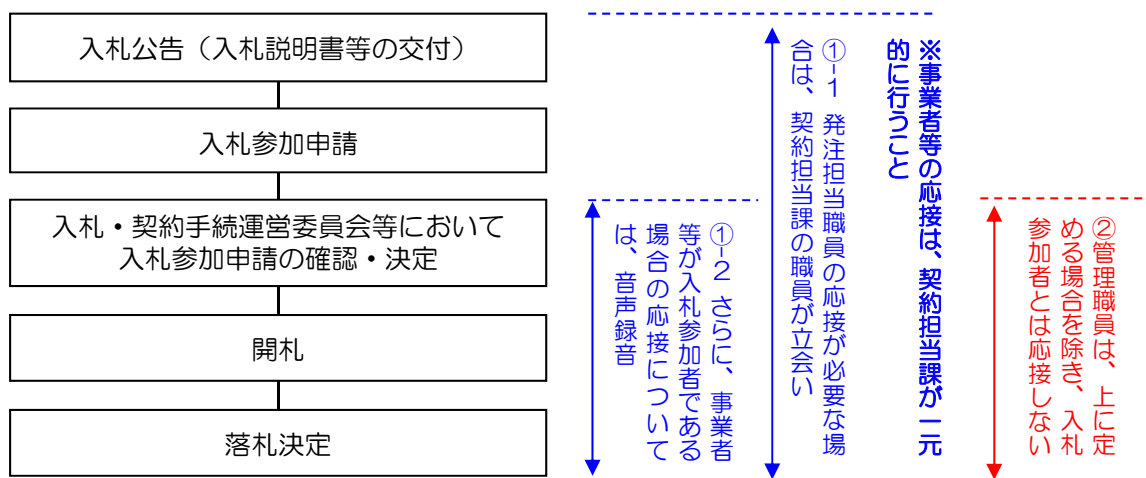 入札公告（入札説明書等の交付）
入札参加申請
入札・契約手続運営委員会等において
入札参加申請の確認・決定
開札
落札決定
※事業者等の応接は、契約担当課が一元
的に行うこと
①-1 発注担当職員の応接が必要な場
合は、契約担当課の職員が立会い
①-2 さらに、事業者
等が入札参加者である
場合の応接について
は、音声録音
②管理職員は、上に定
める場合を除き、入札
参加者とは応接しない